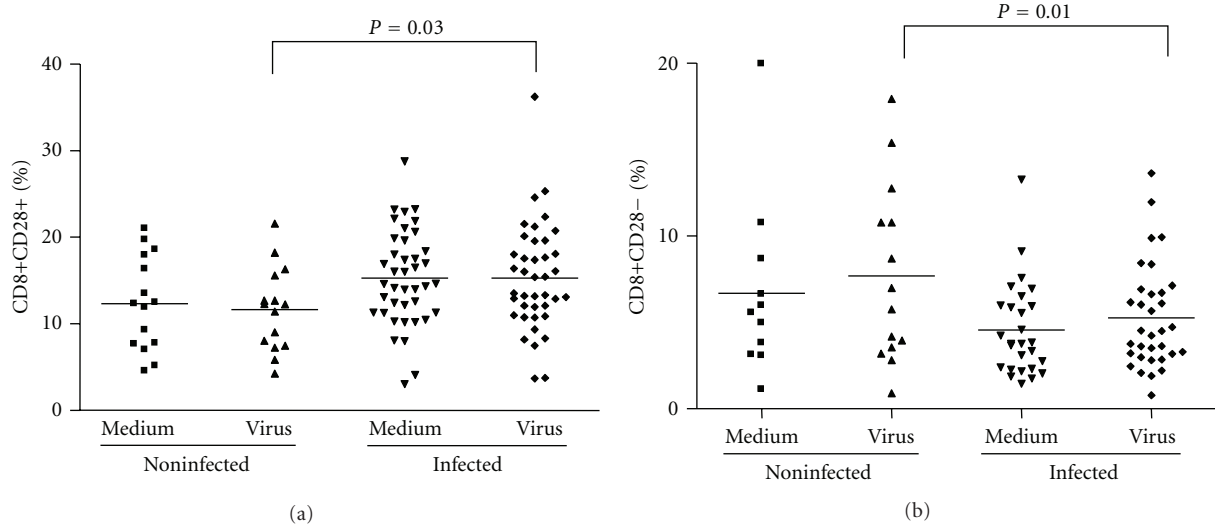 (a)
P = 0.03
CD8+CD28+ (%)
40
30
20
10
0
Medium Virus Medium Virus
Noninfected Infected
(a)
P = 0.01
CD8+CD28− (%)
20
10
0
Medium Virus Medium Virus
Noninfected Infected
(b)